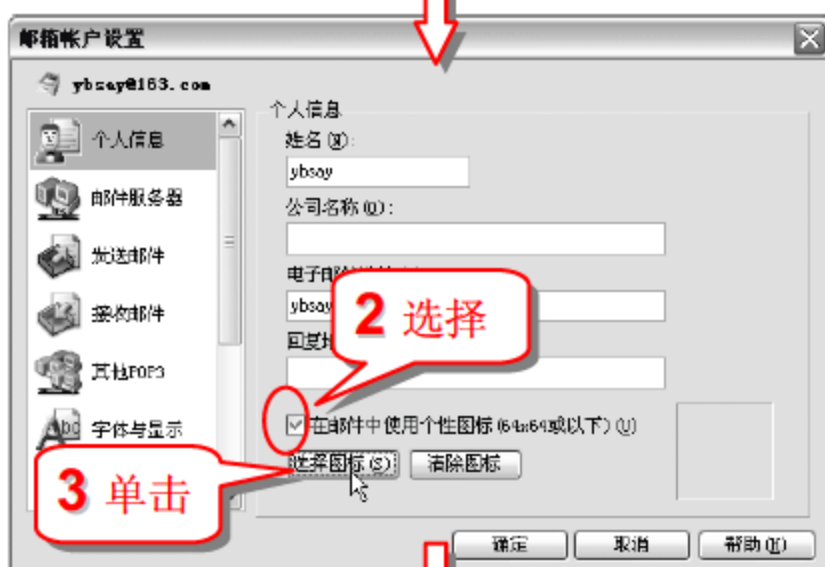 邮箱帐户设置
ybsay@163.com
个人信息
邮件服务器
发送邮件
接收邮件
其他POP3
字体与显示
个人信息
姓名(N):
ybsay
公司名称(O):
电子邮
ybsay
回复地
在邮件中使用个性图标(64x64或以下)(U)
选择图标(S)
清除图标
2 选择
3 单击
确定
取消
帮助(H)